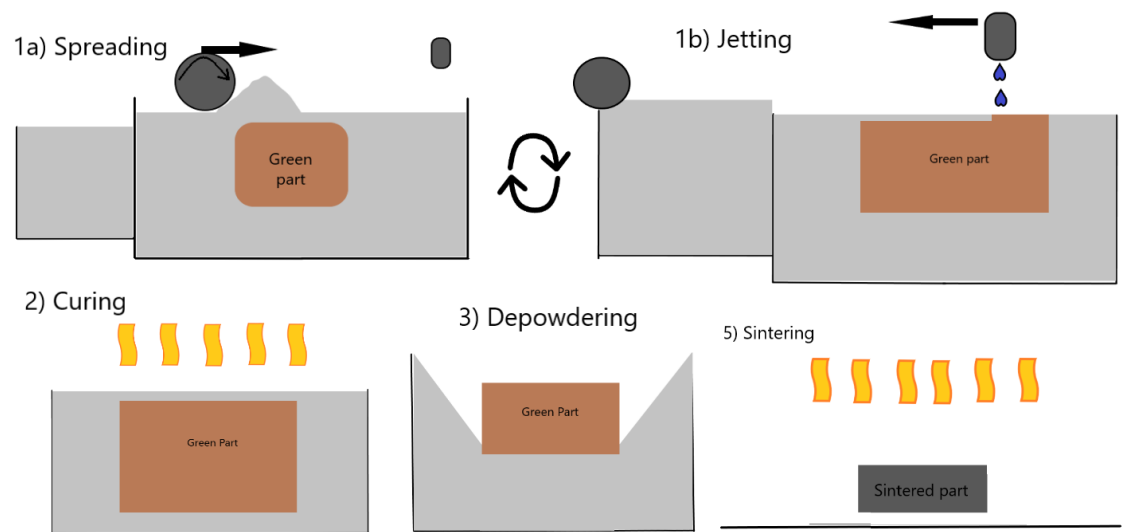 1a) Spreading
1b) Jetting
Green
part
Green part
2) Curing
3) Depowdering
5) Sintering
Green Part
Green Part
Sintered part